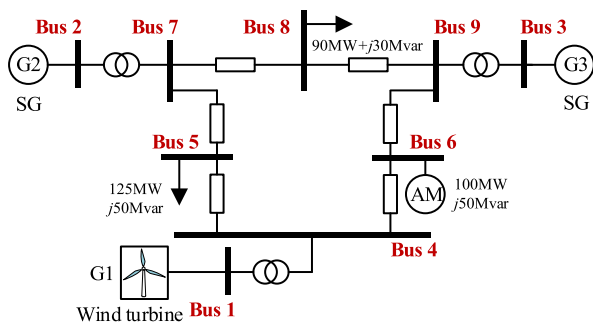 Bus 2
Bus 7
Bus 8
Bus 9
Bus 3
90MW+j30Mvar
G2
G3
SG
SG
Bus 5
Bus 6
125MW
j50Mvar
AM
100MW
j50Mvar
Bus 4
G1
Bus 1
Wind turbine